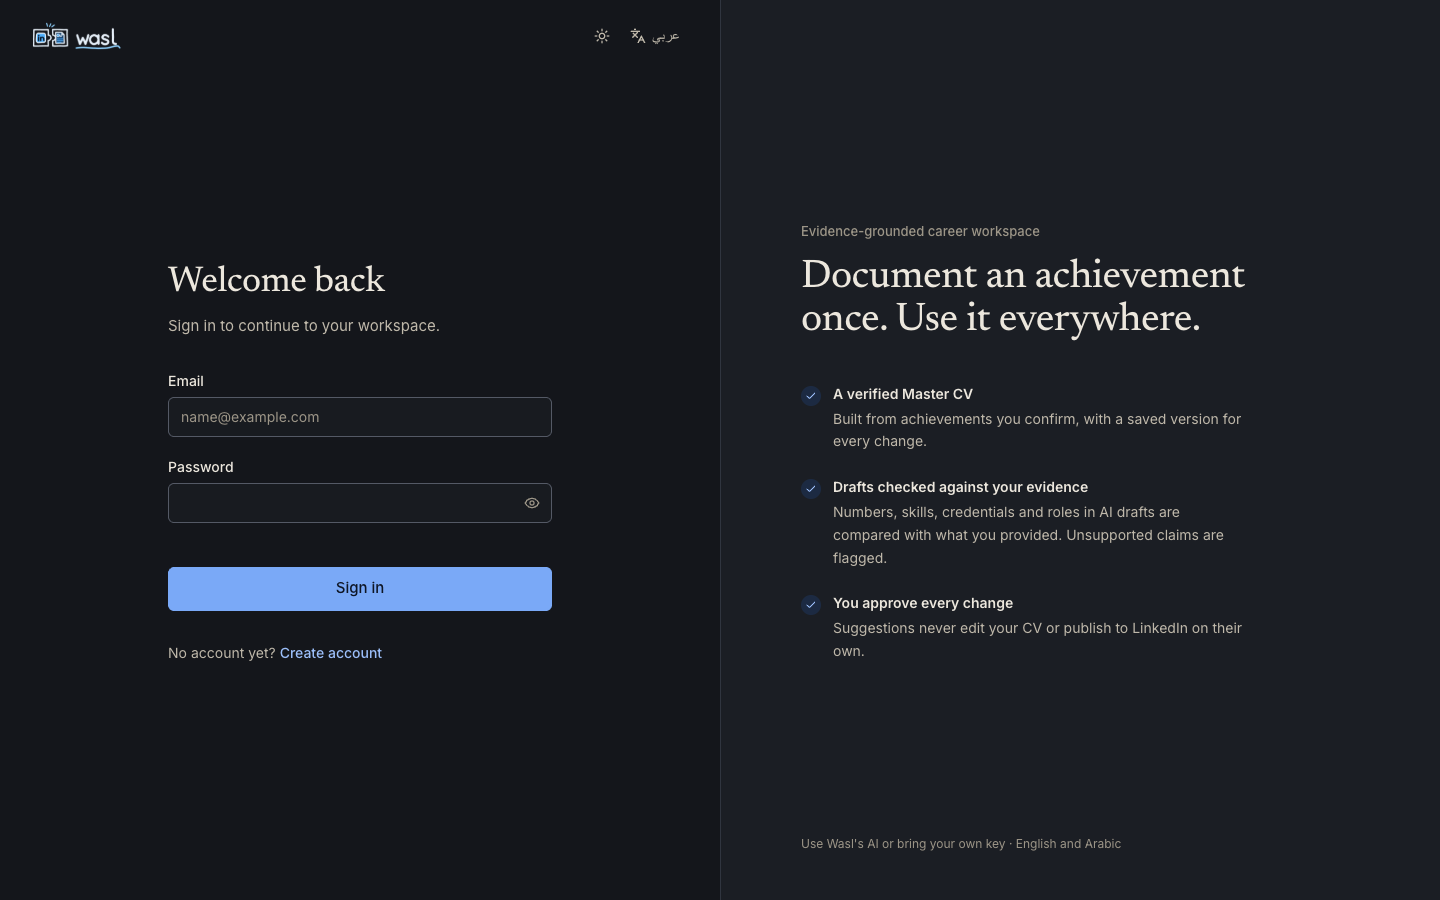 wasl
عربي
Welcome back
Sign in to continue to your workspace.
Email
name@example.com
Password
Sign in
No account yet? Create account
Evidence-grounded career workspace
Document an achievement
once. Use it everywhere.
A verified Master CV
Built from achievements you confirm, with a saved version for
every change.
Drafts checked against your evidence
Numbers, skills, credentials and roles in AI drafts are
compared with what you provided. Unsupported claims are
flagged.
You approve every change
Suggestions never edit your CV or publish to LinkedIn on their
own.
Use Wasl's AI or bring your own key · English and Arabic